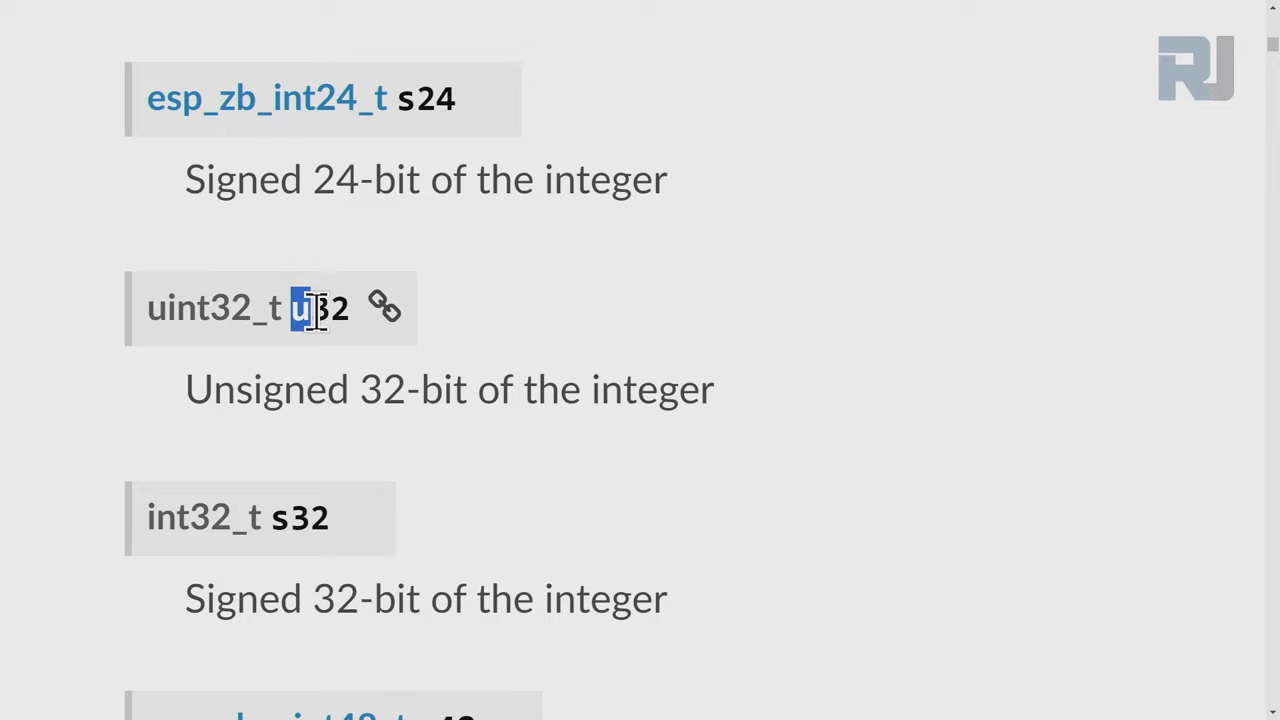 RJ
esp_zb_int24_t s24
Signed 24-bit of the integer
uint32_t u32
Unsigned 32-bit of the integer
int32_t s32
Signed 32-bit of the integer